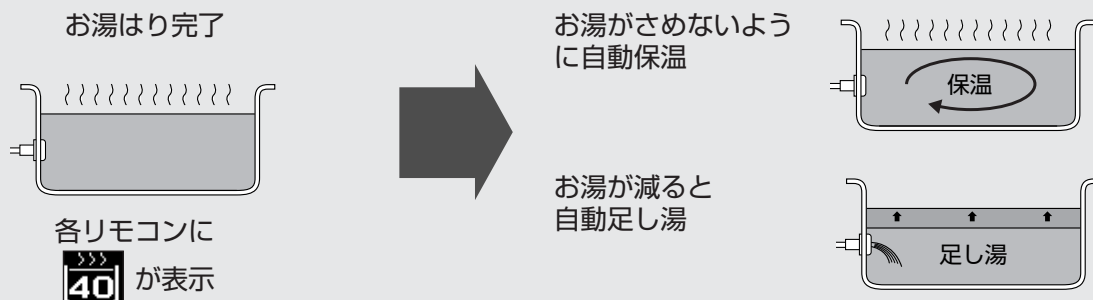 お湯はり完了
各リモコンに
40 が表示
お湯がさめないよう
に自動保温
保温
お湯が減ると
自動足し湯
足し湯